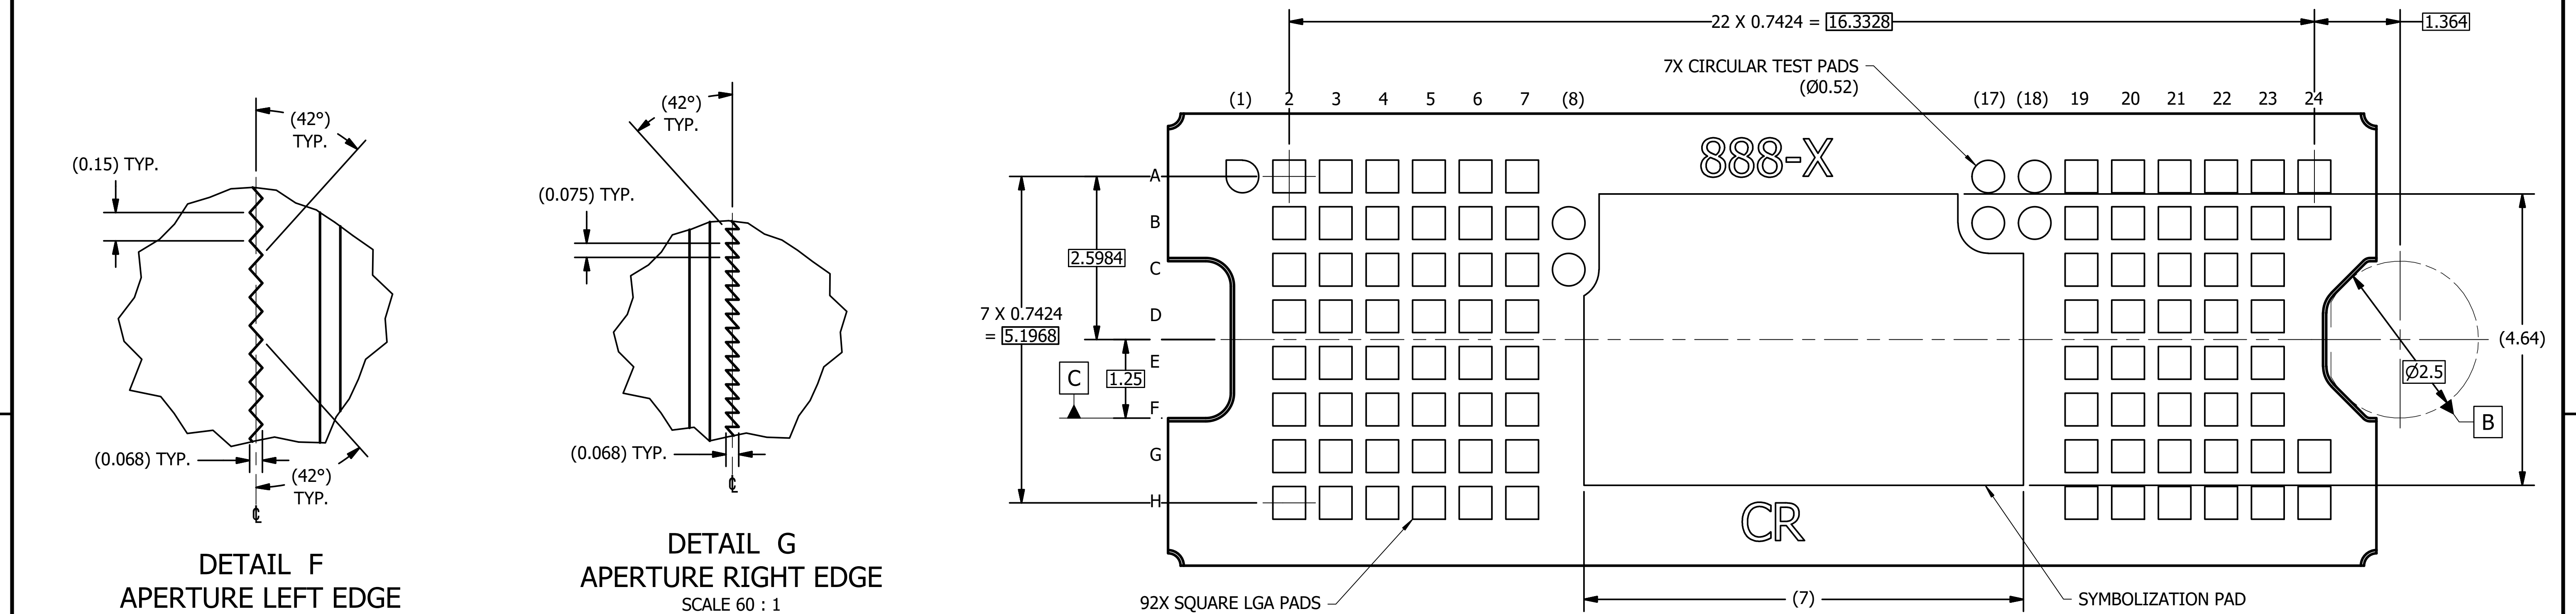 (42°)
TYP.
(0.15) TYP.
(0.068) TYP.
(42°)
TYP.
℄
DETAIL F
APERTURE LEFT EDGE
(42°)
TYP.
(0.075) TYP.
(0.068) TYP.
℄
DETAIL G
APERTURE RIGHT EDGE
SCALE 60 : 1
22 X 0.7424 = 16.3328
1.364
7X CIRCULAR TEST PADS
(Ø0.52)
(1) 2 3 4 5 6 7 (8) (17) (18) 19 20 21 22 23 24
888-X
A
B
C
D
E
F
G
H
2.5984
7 X 0.7424
= 5.1968
1.25
C
(4.64)
Ø2.5
B
CR
92X SQUARE LGA PADS
(7)
SYMBOLIZATION PAD